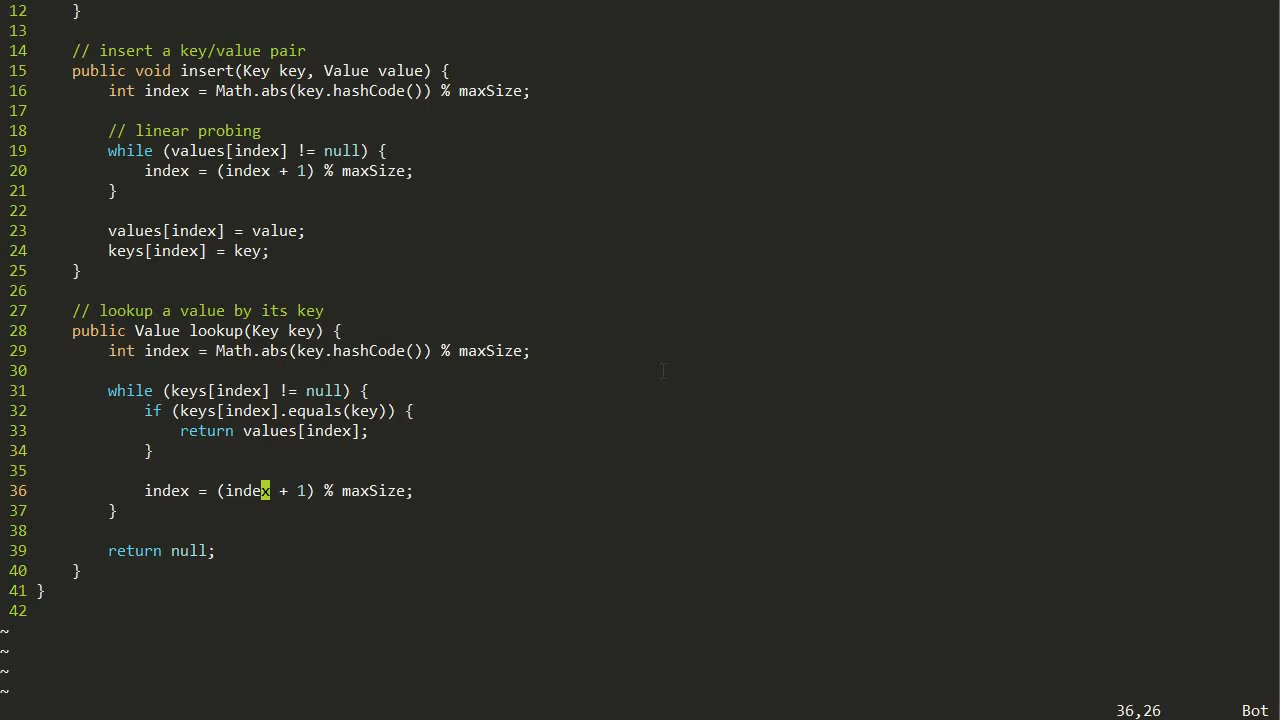 12     }
13
14     // insert a key/value pair
15     public void insert(Key key, Value value) {
16         int index = Math.abs(key.hashCode()) % maxSize;
17
18         // linear probing
19         while (values[index] != null) {
20             index = (index + 1) % maxSize;
21         }
22
23         values[index] = value;
24         keys[index] = key;
25     }
26
27     // lookup a value by its key
28     public Value lookup(Key key) {
29         int index = Math.abs(key.hashCode()) % maxSize;
30
31         while (keys[index] != null) {
32             if (keys[index].equals(key)) {
33                 return values[index];
34             }
35
36             index = (index + 1) % maxSize;
37         }
38
39         return null;
40     }
41 }
42
~
~
~
~
36,26 Bot